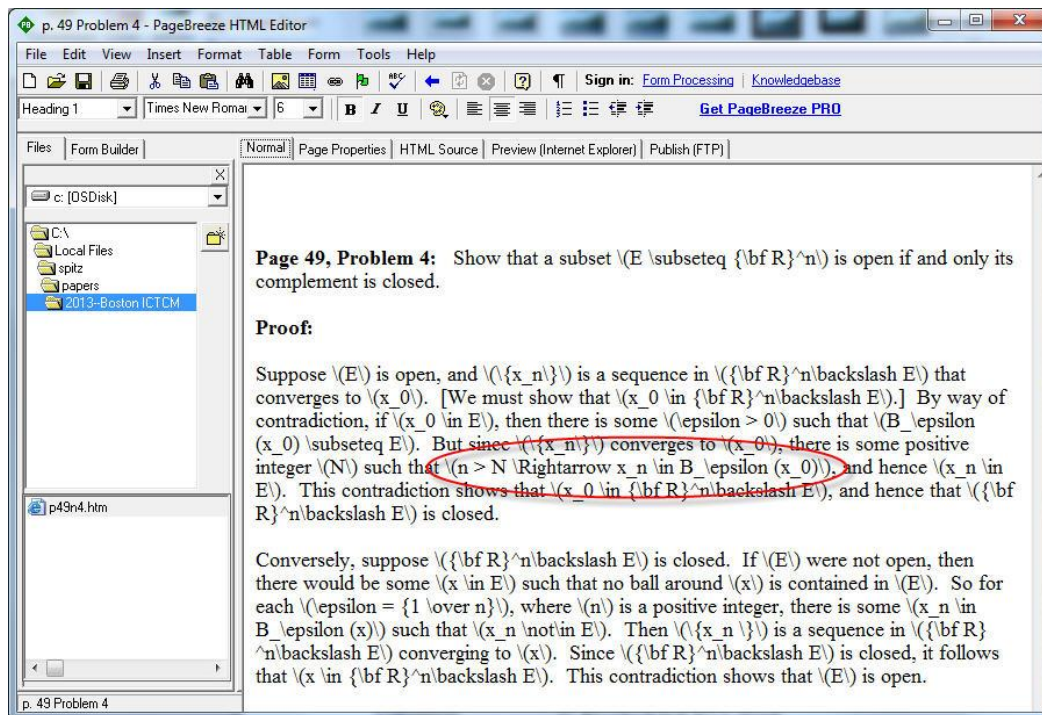 p. 49 Problem 4 - PageBreeze HTML Editor
File Edit View Insert Format Table Form Tools Help
ABC Sign in: Form Processing | Knowledgebase
Heading 1 Times New Roma 6 B I U Get PageBreeze PRO
Files Form Builder Normal Page Properties HTML Source Preview (Internet Explorer) Publish (FTP)
c: [OSDisk]
C:\
Local Files
spitz
papers
2013--Boston ICTCM
p49n4.htm
Page 49, Problem 4: Show that a subset \(E \subseteq {\bf R}^n\) is open if and only its
complement is closed.
Proof:
Suppose \(E\) is open, and \(\{x_n\}\) is a sequence in \({\bf R}^n\backslash E\) that
converges to \(x_0\). [We must show that \(x_0 \in {\bf R}^n\backslash E\).] By way of
contradiction, if \(x_0 \in E\), then there is some \(\epsilon > 0\) such that \(B_\epsilon
(x_0) \subseteq E\). But since \(\{x_n\}\) converges to \(x_0\), there is some positive
integer \(N\) such that \(n > N \Rightarrow x_n \in B_\epsilon (x_0)\), and hence \(x_n \in
E\). This contradiction shows that \(x_0 \in {\bf R}^n\backslash E\), and hence that \({\bf
R}^n\backslash E\) is closed.
Conversely, suppose \({\bf R}^n\backslash E\) is closed. If \(E\) were not open, then
there would be some \(x \in E\) such that no ball around \(x\) is contained in \(E\). So for
each \(\epsilon = {1 \over n}\), where \(n\) is a positive integer, there is some \(x_n \in
B_\epsilon (x)\) such that \(x_n \not\in E\). Then \(\{x_n \}\) is a sequence in \({\bf R}
^n\backslash E\) converging to \(x\). Since \({\bf R}^n\backslash E\) is closed, it follows
that \(x \in {\bf R}^n\backslash E\). This contradiction shows that \(E\) is open.
p. 49 Problem 4